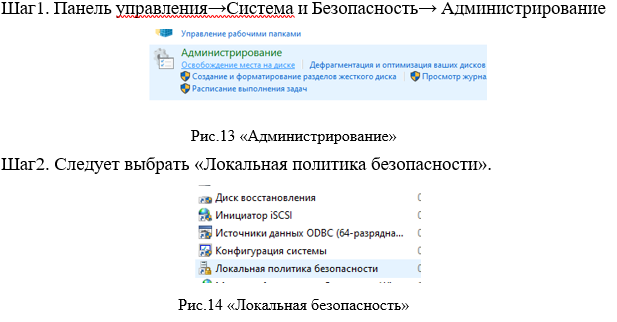 Шаг1. Панель управления→Система и Безопасность→ Администрирование
Управление рабочими папками
Администрирование
Освобождение места на диске Дефрагментация и оптимизация ваших дисков
Создание и форматирование разделов жесткого диска Просмотр журна
Расписание выполнения задач
Рис.13 «Администрирование»
Шаг2. Следует выбрать «Локальная политика безопасности».
Диск восстановления
Инициатор iSCSI
Источники данных ODBC (64-разрядна...
Конфигурация системы
Локальная политика безопасности
Рис.14 «Локальная безопасность»